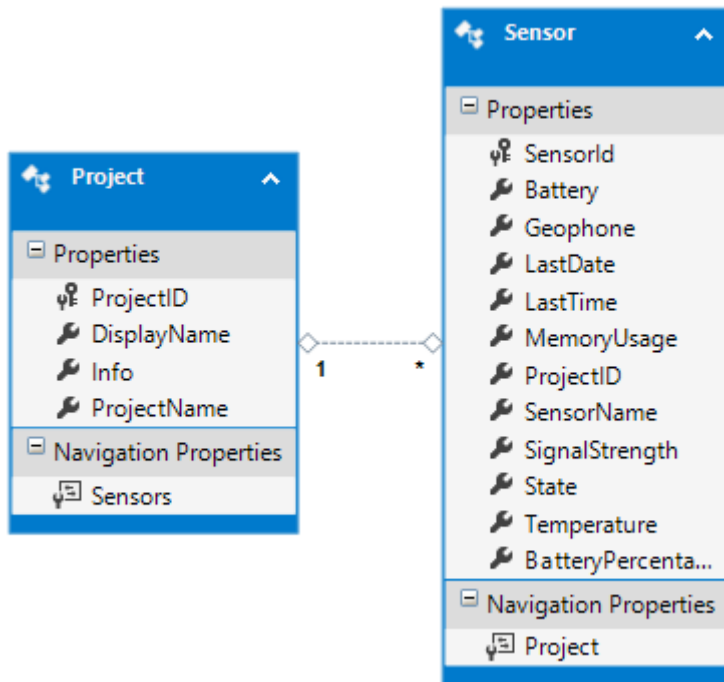 Project
Properties
ProjectID
DisplayName
Info
ProjectName
Navigation Properties
Sensors
1
*
Sensor
Properties
SensorId
Battery
Geophone
LastDate
LastTime
MemoryUsage
ProjectID
SensorName
SignalStrength
State
Temperature
BatteryPercenta...
Navigation Properties
Project